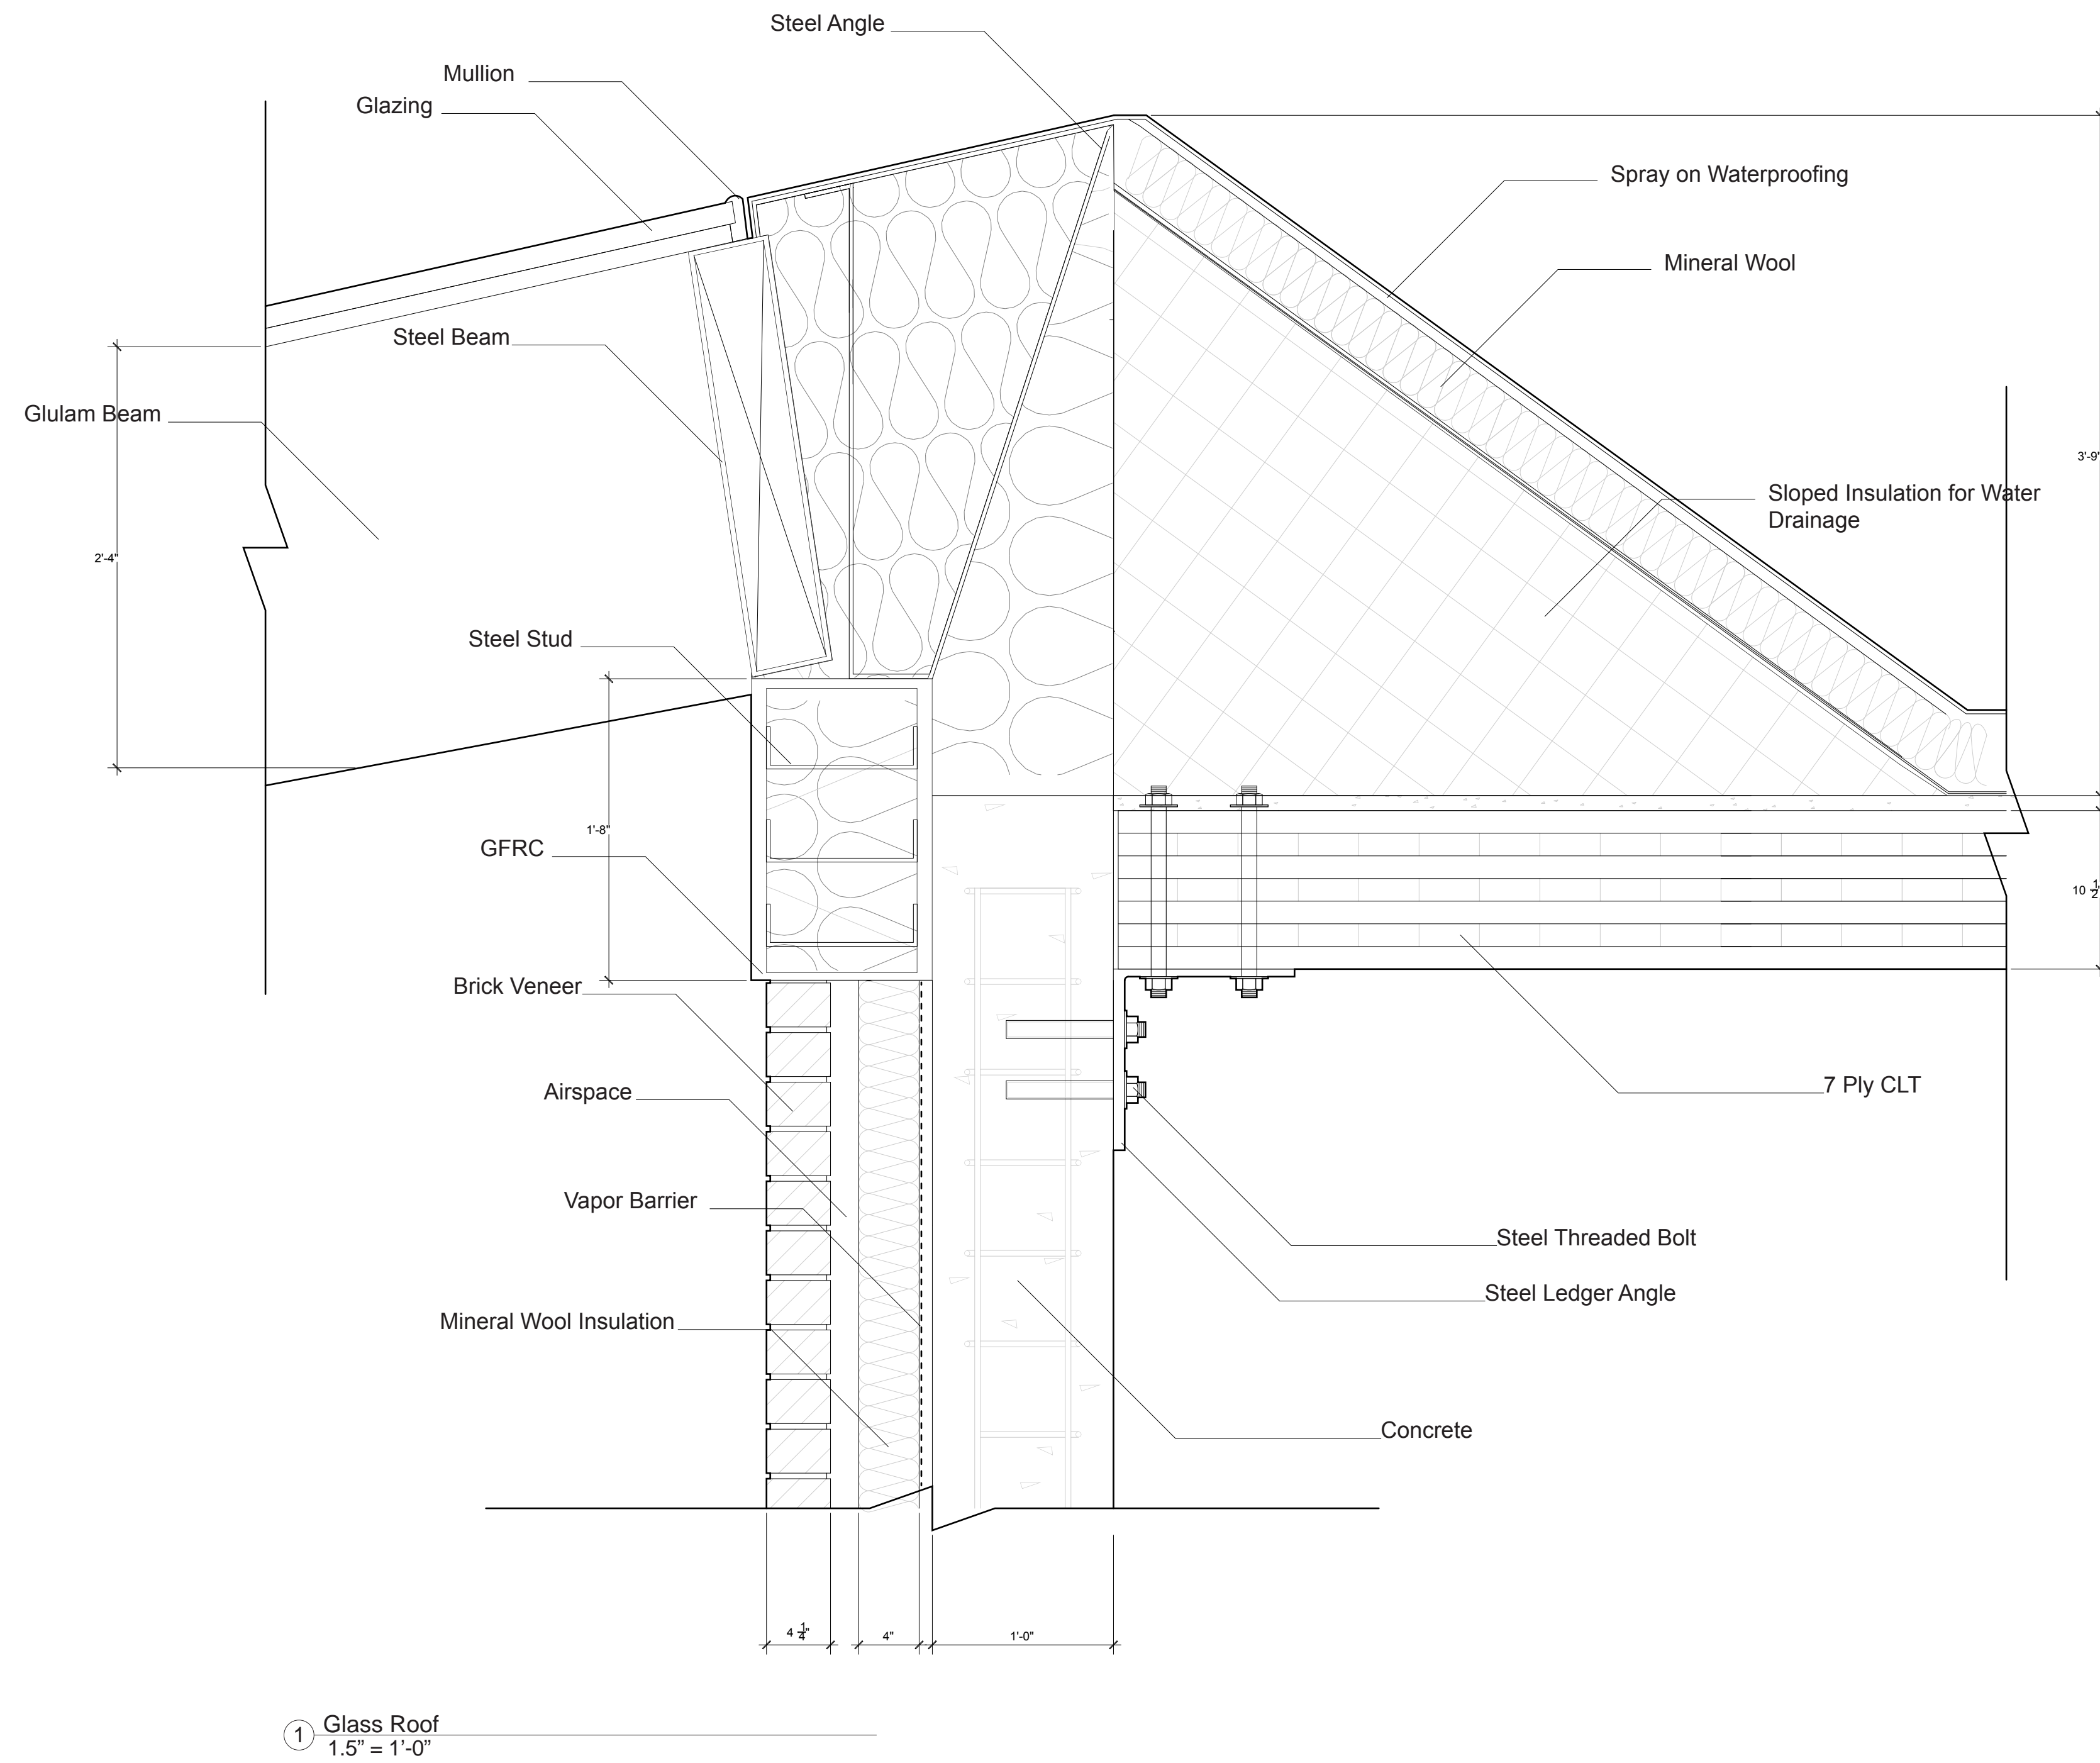 Steel Angle
Mullion
Glazing
Spray on Waterproofing
Mineral Wool
Steel Beam
Glulam Beam
3'-9"
Sloped Insulation for Water
Drainage
2'-4"
Steel Stud
1'-8"
GFRC
10 1/2"
Brick Veneer
Airspace
7 Ply CLT
Vapor Barrier
Steel Threaded Bolt
Steel Ledger Angle
Mineral Wool Insulation
Concrete
4 1/4"
4"
1'-0"
1 Glass Roof
1.5” = 1’-0”